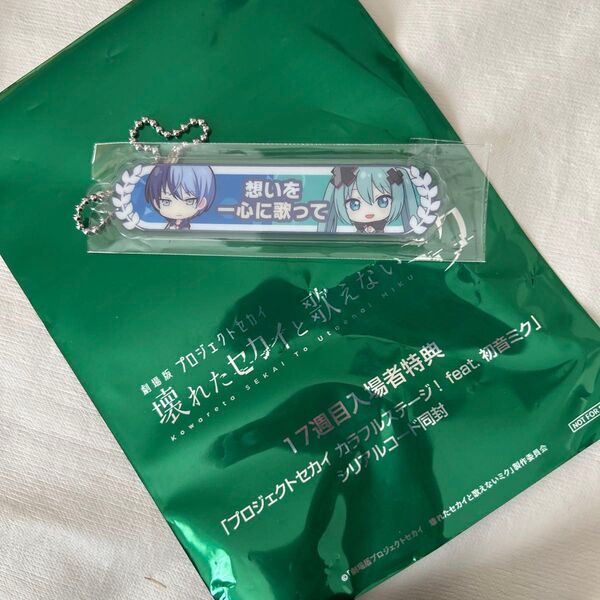 想いを
一心に歌って
劇場版 プロジェクトセカイ
壊れたセカイと歌えないミク
Kowareta SEKAI To Utaenai MIKU
17週目入場者特典
「プロジェクトセカイ カラフルステージ！ feat. 初音ミク」
シリアルコード同封
NOT FOR
©「劇場版プロジェクトセカイ 壊れたセカイと歌えないミク」製作委員会